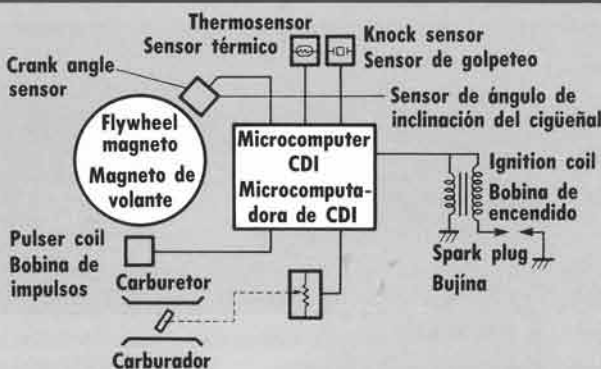 Thermosensor
Sensor térmico
Knock sensor
Sensor de golpeteo
Crank angle
sensor
Sensor de ángulo de
inclinación del cigüeñal
Flywheel
magneto
Magneto de
volante
Microcomputer
CDI
Microcomputa-
dora de CDI
Ignition coil
Bobina de
encendido
Pulser coil
Bobina de
impulsos
Spark plug
Bujína
Carburetor
Carburador